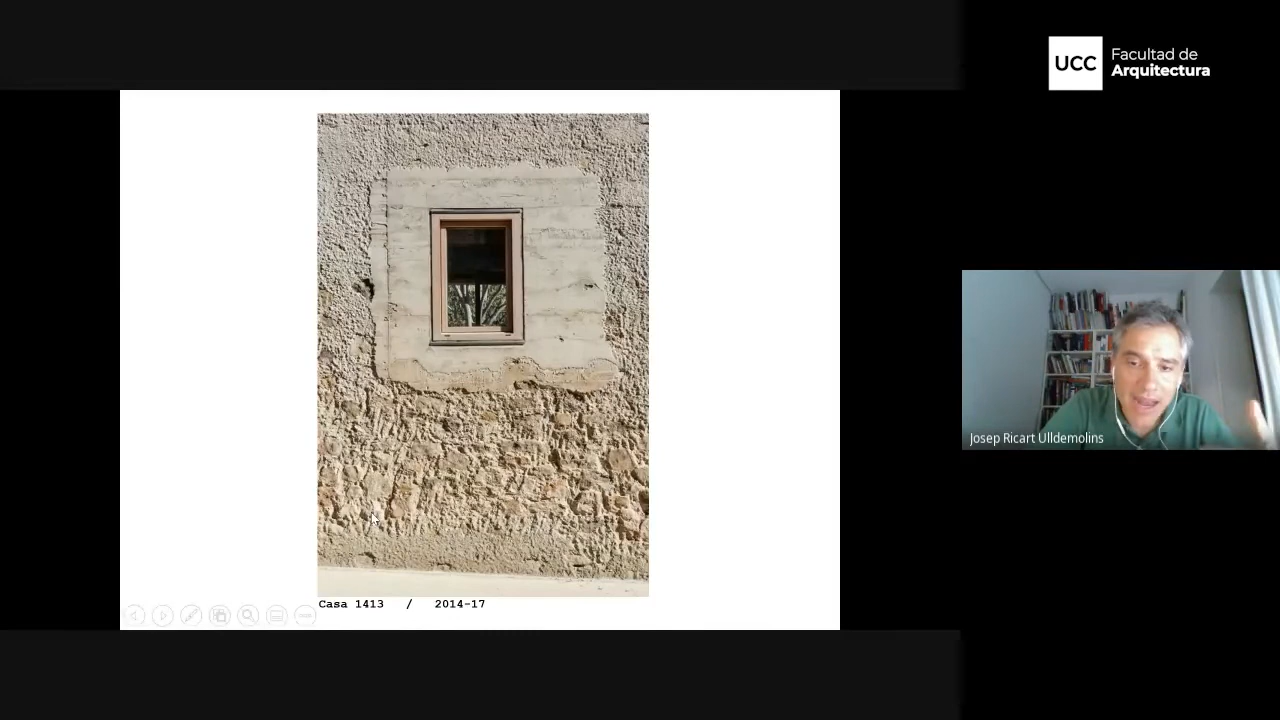 UCC
Facultad de
Arquitectura
Josep Ricart Ulldemolins
Casa 1413 / 2014-17